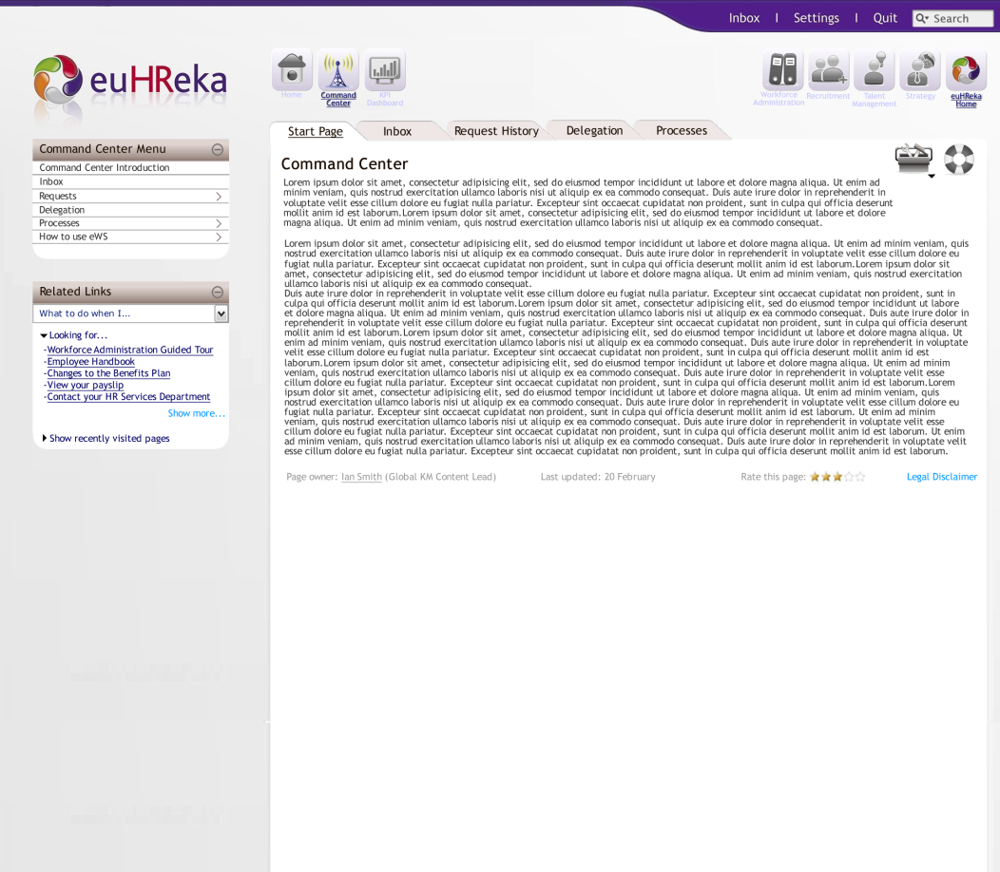 Inbox | Settings | Quit Search
euHReka
Home
Command
Center
KPI
Dashboard
Workforce
Administration
Recruitment
Talent
Management
Strategy
euHReka
Home
Start Page
Inbox
Request History
Delegation
Processes
Command Center Menu
Command Center Introduction
Inbox
Requests
Delegation
Processes
How to use eWS
Related Links
What to do when I...
Looking for...
-Workforce Administration Guided Tour
-Employee Handbook
-Changes to the Benefits Plan
-View your payslip
-Contact your HR Services Department
Show more...
Show recently visited pages
Command Center
Lorem ipsum dolor sit amet, consectetur adipisicing elit, sed do eiusmod tempor incididunt ut labore et dolore magna aliqua. Ut enim ad
minim veniam, quis nostrud exercitation ullamco laboris nisi ut aliquip ex ea commodo consequat. Duis aute irure dolor in reprehenderit in
voluptate velit esse cillum dolore eu fugiat nulla pariatur. Excepteur sint occaecat cupidatat non proident, sunt in culpa qui officia deserunt
mollit anim id est laborum.Lorem ipsum dolor sit amet, consectetur adipisicing elit, sed do eiusmod tempor incididunt ut labore et dolore
magna aliqua. Ut enim ad minim veniam, quis nostrud exercitation ullamco laboris nisi ut aliquip ex ea commodo consequat.
Lorem ipsum dolor sit amet, consectetur adipisicing elit, sed do eiusmod tempor incididunt ut labore et dolore magna aliqua. Ut enim ad minim veniam, quis
nostrud exercitation ullamco laboris nisi ut aliquip ex ea commodo consequat. Duis aute irure dolor in reprehenderit in voluptate velit esse cillum dolore eu
fugiat nulla pariatur. Excepteur sint occaecat cupidatat non proident, sunt in culpa qui officia deserunt mollit anim id est laborum.Lorem ipsum dolor sit
amet, consectetur adipisicing elit, sed do eiusmod tempor incididunt ut labore et dolore magna aliqua. Ut enim ad minim veniam, quis nostrud exercitation
ullamco laboris nisi ut aliquip ex ea commodo consequat.
Duis aute irure dolor in reprehenderit in voluptate velit esse cillum dolore eu fugiat nulla pariatur. Excepteur sint occaecat cupidatat non proident, sunt in
culpa qui officia deserunt mollit anim id est laborum.Lorem ipsum dolor sit amet, consectetur adipisicing elit, sed do eiusmod tempor incididunt ut labore
et dolore magna aliqua. Ut enim ad minim veniam, quis nostrud exercitation ullamco laboris nisi ut aliquip ex ea commodo consequat. Duis aute irure dolor in
reprehenderit in voluptate velit esse cillum dolore eu fugiat nulla pariatur. Excepteur sint occaecat cupidatat non proident, sunt in culpa qui officia deserunt
mollit anim id est laborum.Lorem ipsum dolor sit amet, consectetur adipisicing elit, sed do eiusmod tempor incididunt ut labore et dolore magna aliqua. Ut
enim ad minim veniam, quis nostrud exercitation ullamco laboris nisi ut aliquip ex ea commodo consequat. Duis aute irure dolor in reprehenderit in voluptate
velit esse cillum dolore eu fugiat nulla pariatur. Excepteur sint occaecat cupidatat non proident, sunt in culpa qui officia deserunt mollit anim id est
laborum.Lorem ipsum dolor sit amet, consectetur adipisicing elit, sed do eiusmod tempor incididunt ut labore et dolore magna aliqua. Ut enim ad minim
veniam, quis nostrud exercitation ullamco laboris nisi ut aliquip ex ea commodo consequat. Duis aute irure dolor in reprehenderit in voluptate velit esse
cillum dolore eu fugiat nulla pariatur. Excepteur sint occaecat cupidatat non proident, sunt in culpa qui officia deserunt mollit anim id est laborum.Lorem
ipsum dolor sit amet, consectetur adipisicing elit, sed do eiusmod tempor incididunt ut labore et dolore magna aliqua. Ut enim ad minim veniam, quis
nostrud exercitation ullamco laboris nisi ut aliquip ex ea commodo consequat. Duis aute irure dolor in reprehenderit in voluptate velit esse cillum dolore eu
fugiat nulla pariatur. Excepteur sint occaecat cupidatat non proident, sunt in culpa qui officia deserunt mollit anim id est laborum. Ut enim ad minim
veniam, quis nostrud exercitation ullamco laboris nisi ut aliquip ex ea commodo consequat. Duis aute irure dolor in reprehenderit in voluptate velit esse
cillum dolore eu fugiat nulla pariatur. Excepteur sint occaecat cupidatat non proident, sunt in culpa qui officia deserunt mollit anim id est laborum. Ut enim
ad minim veniam, quis nostrud exercitation ullamco laboris nisi ut aliquip ex ea commodo consequat. Duis aute irure dolor in reprehenderit in voluptate velit
esse cillum dolore eu fugiat nulla pariatur. Excepteur sint occaecat cupidatat non proident, sunt in culpa qui officia deserunt mollit anim id est laborum.
Page owner: Ian Smith (Global KM Content Lead) Last updated: 20 February Rate this page: Legal Disclaimer